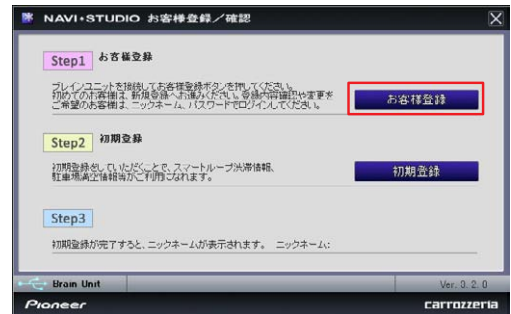 NAVI*STUDIO お客様登録／確認
Step1 お客様登録
ブレインユニットを接続してお客様登録ボタンを押してください。
初めてのお客様は、新規登録へお進みください。登録内容確認や変更を
ご希望のお客様は、ニックネーム、パスワードでログインしてください。
お客様登録
Step2 初期登録
初期登録をしていただくことで、スマートループ渋滞情報、
駐車場満空情報等がご利用になれます。
初期登録
Step3
初期登録が完了すると、ニックネームが表示されます。 ニックネーム:
Brain Unit
Ver. 0. 2. 0
Pioneer
carrozzeria